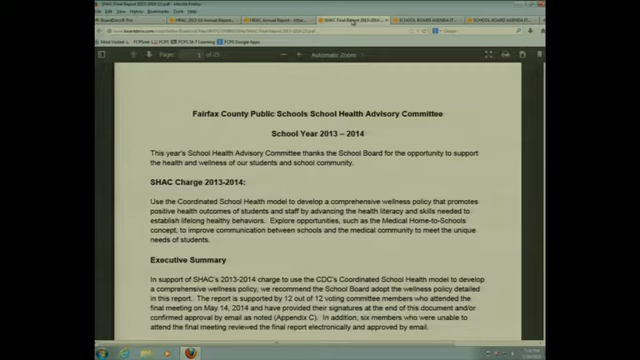 Page:
1 of 25
Automatic Zoom
Fairfax County Public Schools School Health Advisory Committee
School Year 2013 – 2014
This year's School Health Advisory Committee thanks the School Board for the opportunity to support
the health and wellness of our students and school community.
SHAC Charge 2013-2014:
Use the Coordinated School Health model to develop a comprehensive wellness policy that promotes
positive health outcomes of students and staff by advancing the health literacy and skills needed to
establish lifelong healthy behaviors. Explore opportunities, such as the Medical Home-to-Schools
concept, to improve communication between schools and the medical community to meet the unique
needs of students.
Executive Summary
In support of SHAC's 2013-2014 charge to use the CDC's Coordinated School Health model to develop
a comprehensive wellness policy, we recommend the School Board adopt the wellness policy detailed
in this report. The report is supported by 12 out of 12 voting committee members who attended the
final meeting on May 14, 2014 and have provided their signatures at the end of this document and/or
confirmed approval by email as noted (Appendix C). In addition, six members who were unable to
attend the final meeting reviewed the final report electronically and approved by email.